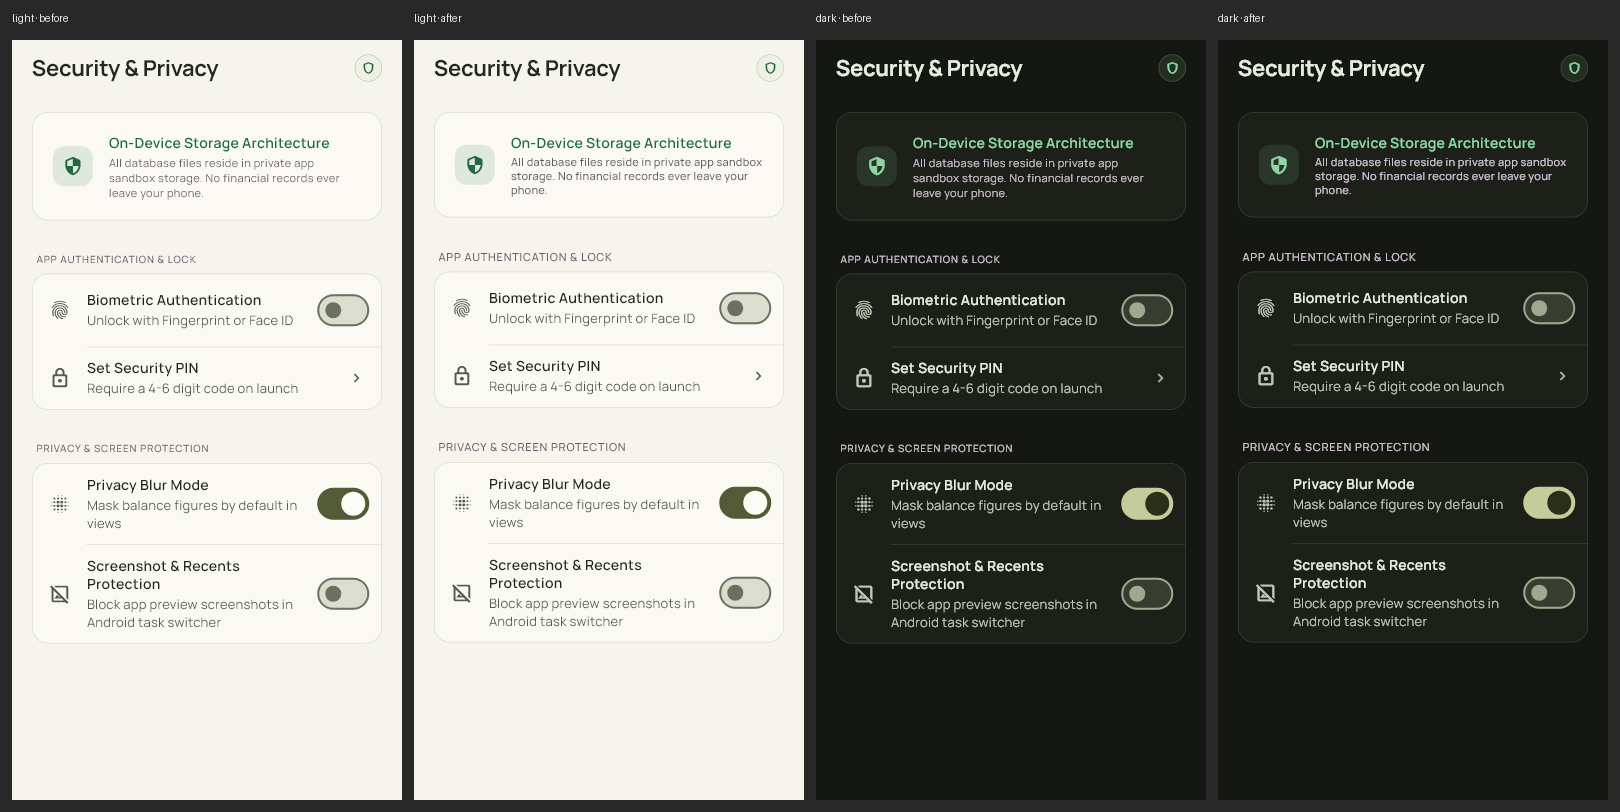 light·before
Security & Privacy
On-Device Storage Architecture
All database files reside in private app
sandbox storage. No financial records ever
leave your phone.
APP AUTHENTICATION & LOCK
Biometric Authentication
Unlock with Fingerprint or Face ID
Set Security PIN
Require a 4-6 digit code on launch
PRIVACY & SCREEN PROTECTION
Privacy Blur Mode
Mask balance figures by default in
views
Screenshot & Recents
Protection
Block app preview screenshots in
Android task switcher
light·after
Security & Privacy
On-Device Storage Architecture
All database files reside in private app sandbox
storage. No financial records ever leave your
phone.
APP AUTHENTICATION & LOCK
Biometric Authentication
Unlock with Fingerprint or Face ID
Set Security PIN
Require a 4-6 digit code on launch
PRIVACY & SCREEN PROTECTION
Privacy Blur Mode
Mask balance figures by default in
views
Screenshot & Recents
Protection
Block app preview screenshots in
Android task switcher
dark·before
Security & Privacy
On-Device Storage Architecture
All database files reside in private app
sandbox storage. No financial records ever
leave your phone.
APP AUTHENTICATION & LOCK
Biometric Authentication
Unlock with Fingerprint or Face ID
Set Security PIN
Require a 4-6 digit code on launch
PRIVACY & SCREEN PROTECTION
Privacy Blur Mode
Mask balance figures by default in
views
Screenshot & Recents
Protection
Block app preview screenshots in
Android task switcher
dark·after
Security & Privacy
On-Device Storage Architecture
All database files reside in private app sandbox
storage. No financial records ever leave your
phone.
APP AUTHENTICATION & LOCK
Biometric Authentication
Unlock with Fingerprint or Face ID
Set Security PIN
Require a 4-6 digit code on launch
PRIVACY & SCREEN PROTECTION
Privacy Blur Mode
Mask balance figures by default in
views
Screenshot & Recents
Protection
Block app preview screenshots in
Android task switcher